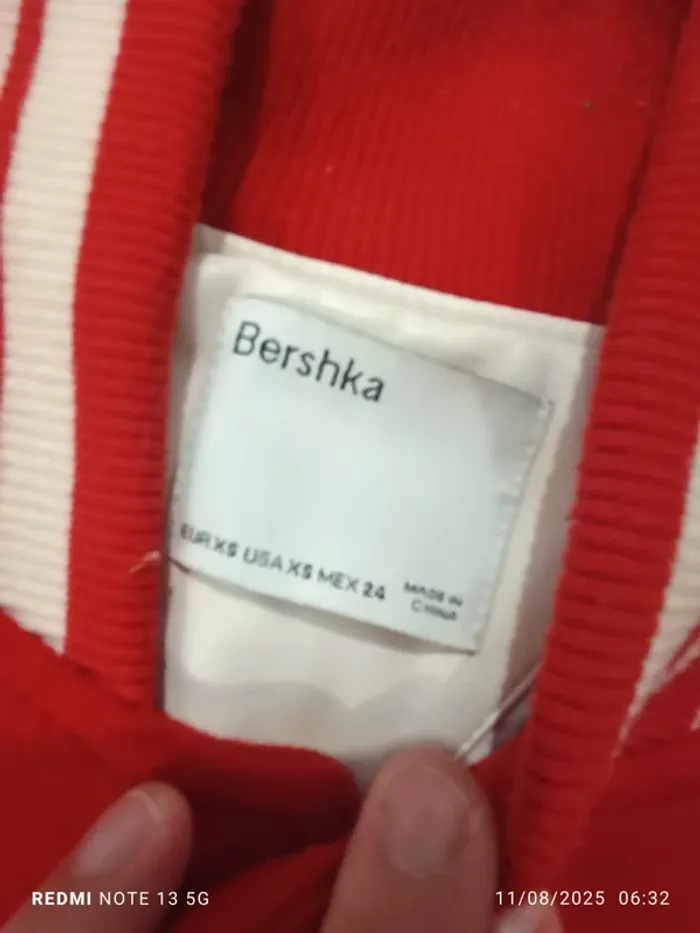 Bershka
EUR XS USA XS MEX 24
MADE IN
CHINA
REDMI NOTE 13 5G
11/08/2025 06:32